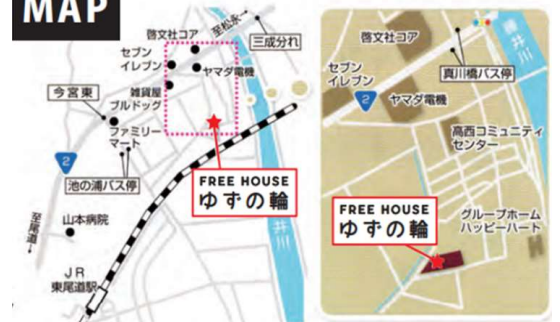 MAP
啓文社コア
至松永→
三成分れ
セブン
イレブン
ヤマダ電機
雑貨屋
ブルドッグ
今宮東
ファミリー
マート
2
池の浦バス停
至尾道
山本病院
JR
東尾道駅
FREE HOUSE
ゆずの輪
藤井川
啓文社コア
藤井川
セブン
イレブン
真川橋バス停
2
ヤマダ電機
高西コミュニティ
センター
FREE HOUSE
ゆずの輪
グループホーム
ハッピーハート